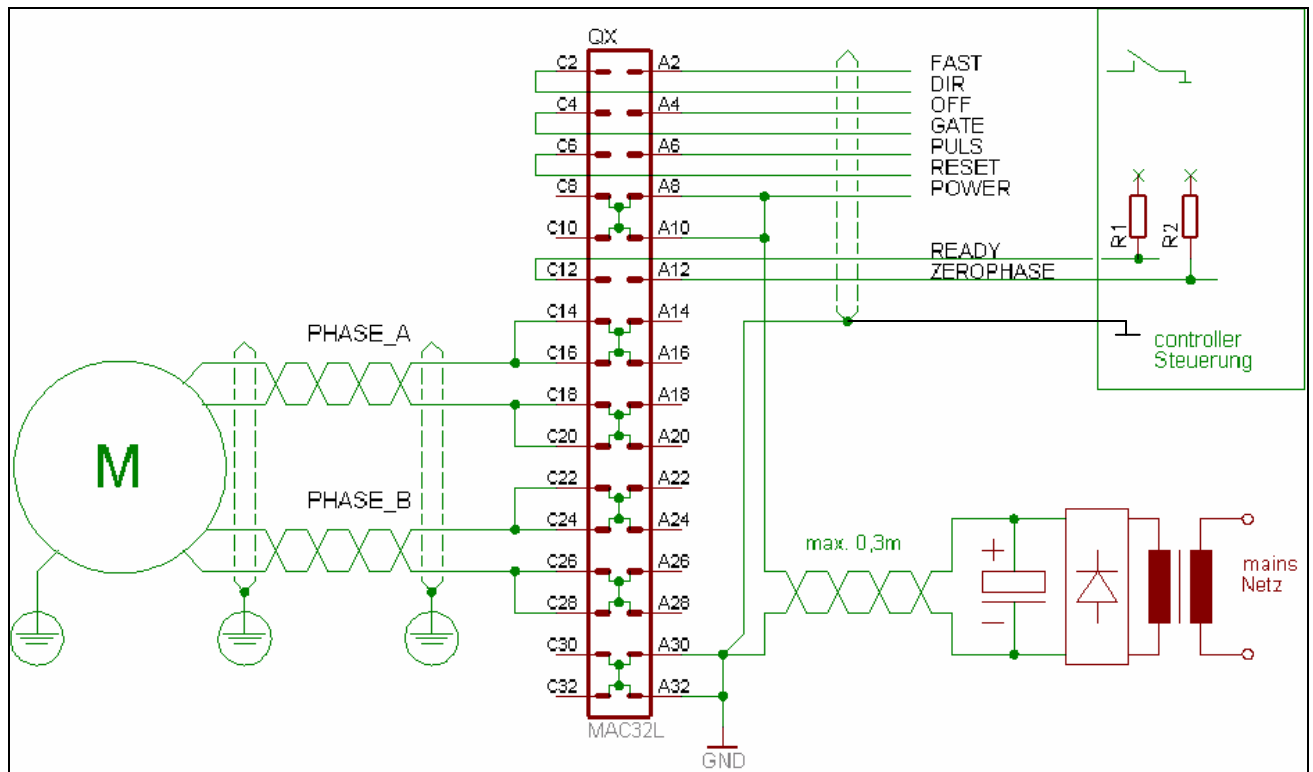 QX
C2 A2 FAST
DIR
C4 A4 OFF
GATE
C6 A6 PULS
RESET
C8 A8 POWER
C10 A10
READY
C12 A12 ZEROPHASE
R1 R2
C14 A14
PHASE_A
C16 A16
controller
Steuerung
C18 A18
C20 A20
M
C22 A22
PHASE_B
C24 A24
max. 0,3m
C26 A26
+
mains
Netz
C28 A28
−
C30 A30
C32 A32
MAC32L
GND